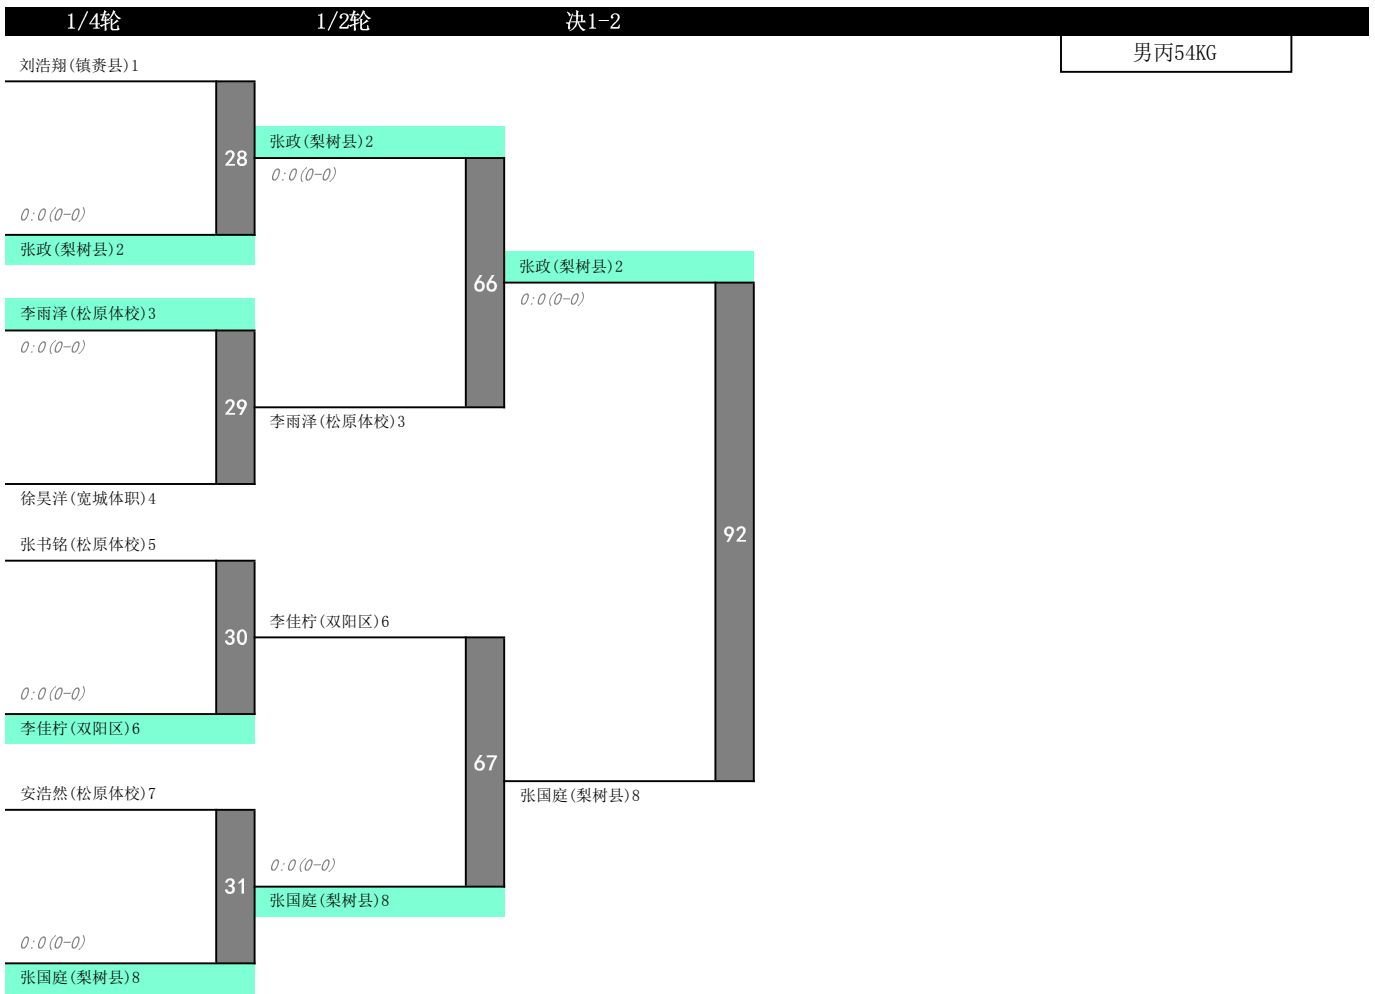 1/4轮
1/2轮
决1-2
男丙54KG
刘浩翔(镇赉县)1
28
0:0(0-0)
张政(梨树县)2
李雨泽(松原体校)3
0:0(0-0)
29
徐昊洋(宽城体职)4
张书铭(松原体校)5
30
0:0(0-0)
李佳柠(双阳区)6
安浩然(松原体校)7
31
0:0(0-0)
张国庭(梨树县)8
张政(梨树县)2
0:0(0-0)
66
李雨泽(松原体校)3
李佳柠(双阳区)6
67
0:0(0-0)
张国庭(梨树县)8
张政(梨树县)2
0:0(0-0)
92
张国庭(梨树县)8